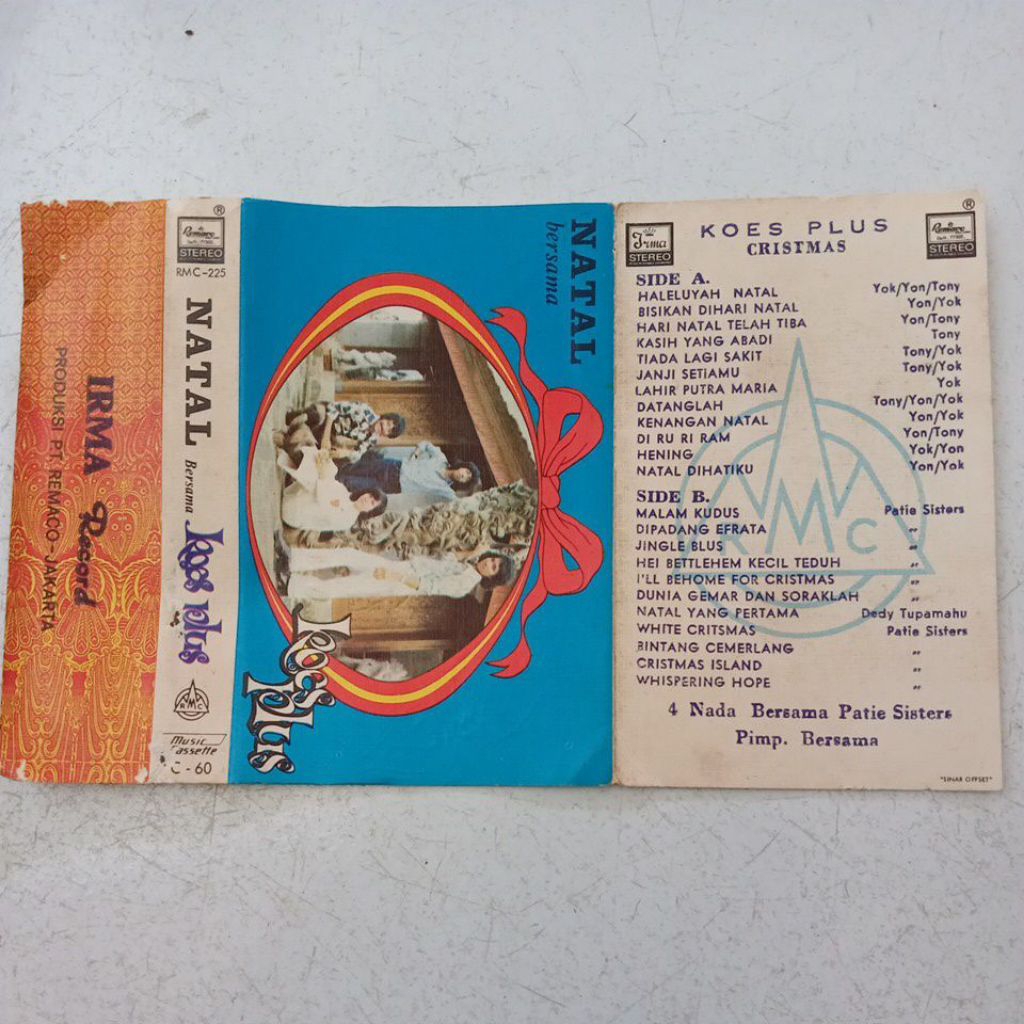 IRMA Record
PRODUKSI PT. REMACO-JAKARTA
Remaco
STEREO
®
RMC-225
NATAL Bersama Koes plus
RMC
Music
Cassette
C-60
NATAL
bersama
Koes
plus
Irma
STEREO
KOES PLUS
CRISTMAS
Remaco
STEREO
®
SIDE A.
HALELUYAH NATAL Yok/Yon/Tony
BISIKAN DIHARI NATAL Yon/Yok
HARI NATAL TELAH TIBA Yon/Tony
KASIH YANG ABADI Tony
TIADA LAGI SAKIT Tony/Yok
JANJI SETIAMU Tony/Yok
LAHIR PUTRA MARIA Yok
DATANGLAH Tony/Yon/Yok
KENANGAN NATAL Yon/Yok
DI RU RI RAM Yon/Tony
HENING Yok/Yon
NATAL DIHATIKU Yon/Yok
SIDE B.
MALAM KUDUS Patie Sisters
DIPADANG EFRATA "
JINGLE BLUS "
HEI BETTLEHEM KECIL TEDUH "
I'LL BEHOME FOR CRISTMAS "
DUNIA GEMAR DAN SORAKLAH "
NATAL YANG PERTAMA Dedy Tupamahu
WHITE CRITSMAS Patie Sisters
BINTANG CEMERLANG "
CRISTMAS ISLAND "
WHISPERING HOPE "
RMC
4 Nada Bersama Patie Sisters
Pimp. Bersama
"SINAR OFFSET"